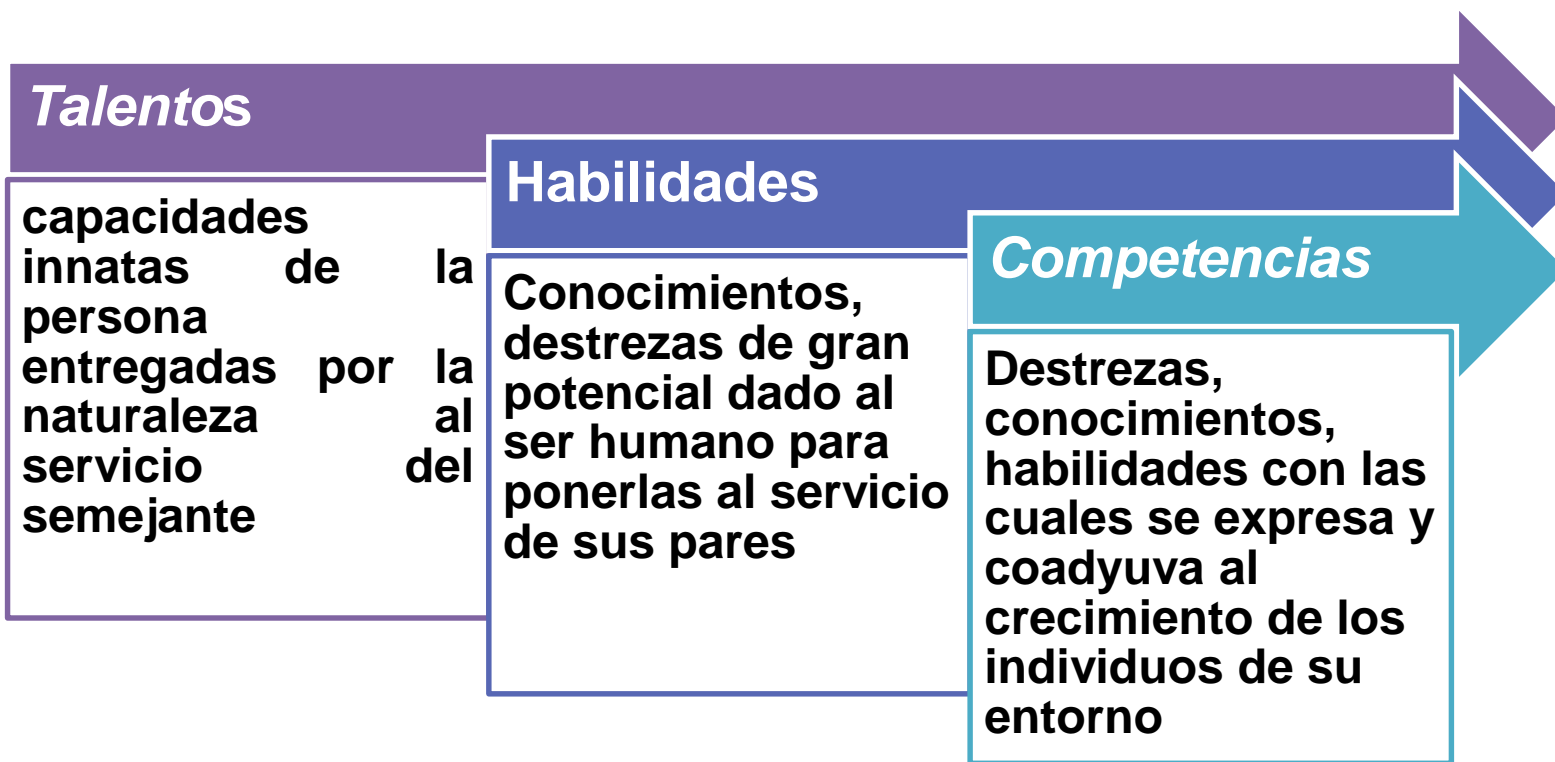 Talentos
capacidades
innatas de la
persona
entregadas por la
naturaleza al
servicio del
semejante
Habilidades
Conocimientos,
destrezas de gran
potencial dado al
ser humano para
ponerlas al servicio
de sus pares
Competencias
Destrezas,
conocimientos,
habilidades con las
cuales se expresa y
coadyuva al
crecimiento de los
individuos de su
entorno